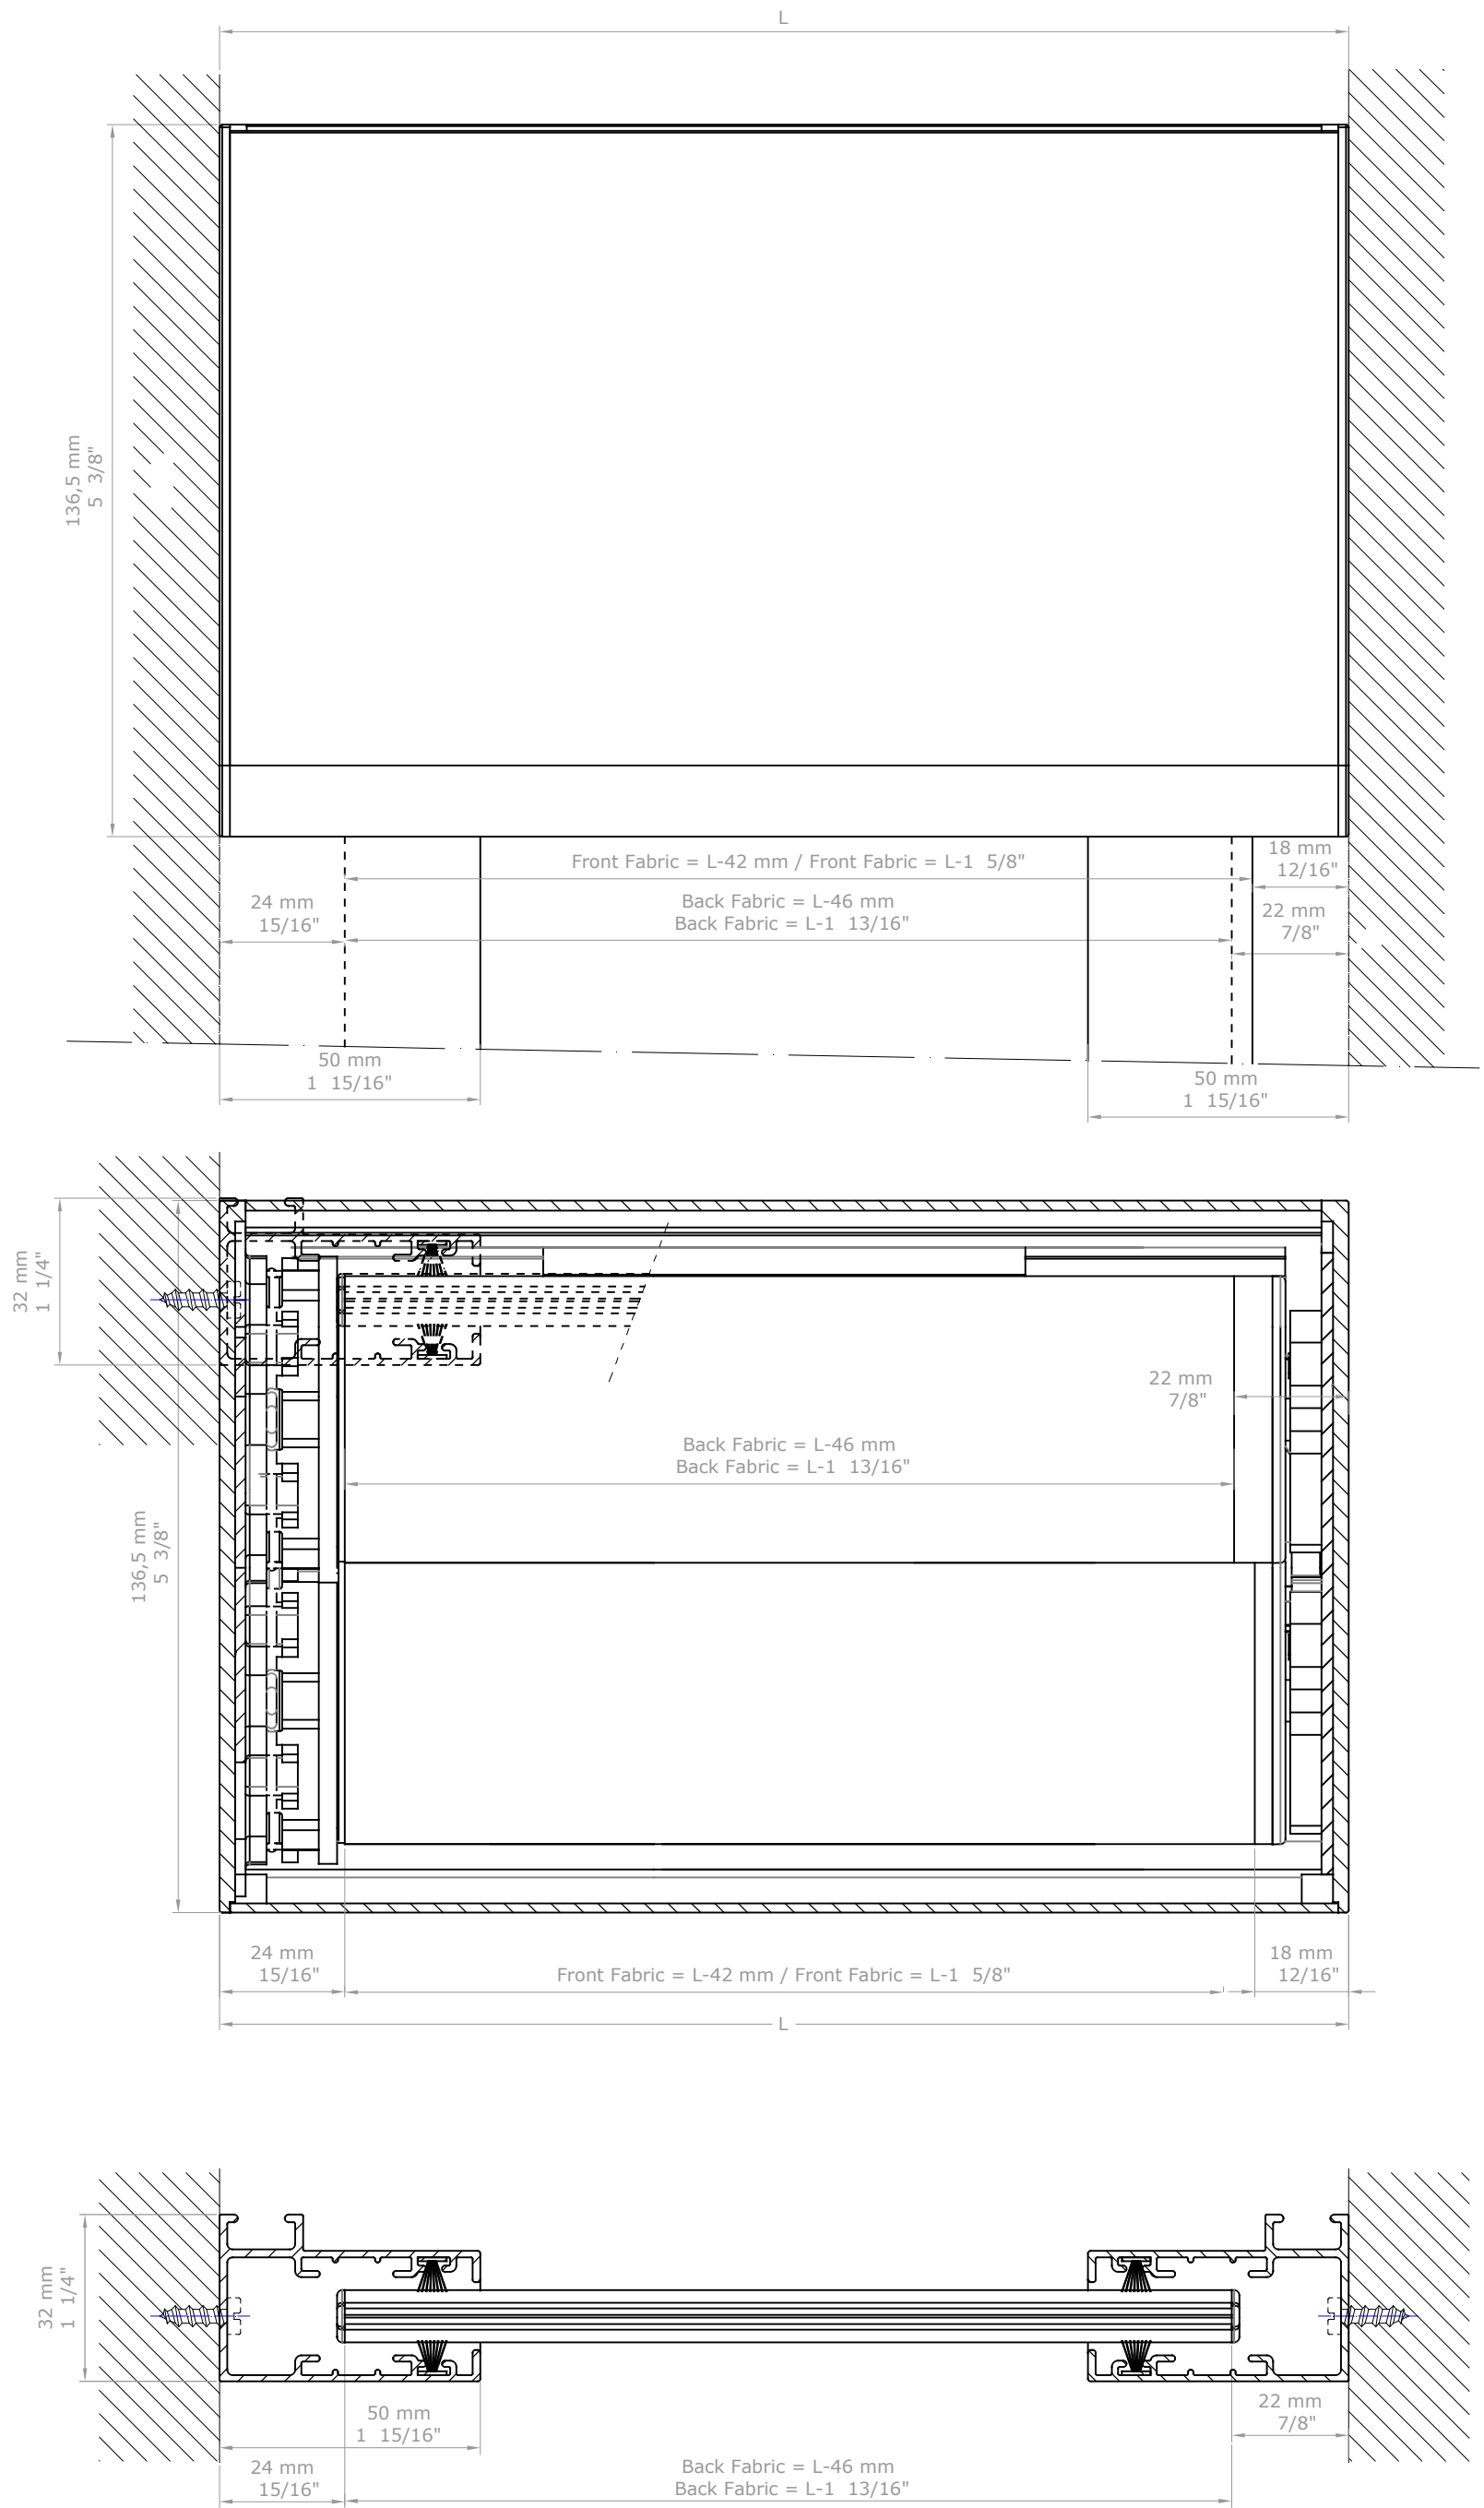 L
136,5 mm
5 3/8"
Front Fabric = L-42 mm / Front Fabric = L-1 5/8"
18 mm
12/16"
24 mm
15/16"
Back Fabric = L-46 mm
Back Fabric = L-1 13/16"
22 mm
7/8"
50 mm
1 15/16"
50 mm
1 15/16"
32 mm
1 1/4"
22 mm
7/8"
Back Fabric = L-46 mm
Back Fabric = L-1 13/16"
136,5 mm
5 3/8"
24 mm
15/16"
Front Fabric = L-42 mm / Front Fabric = L-1 5/8"
18 mm
12/16"
L
32 mm
1 1/4"
50 mm
1 15/16"
22 mm
7/8"
24 mm
15/16"
Back Fabric = L-46 mm
Back Fabric = L-1 13/16"